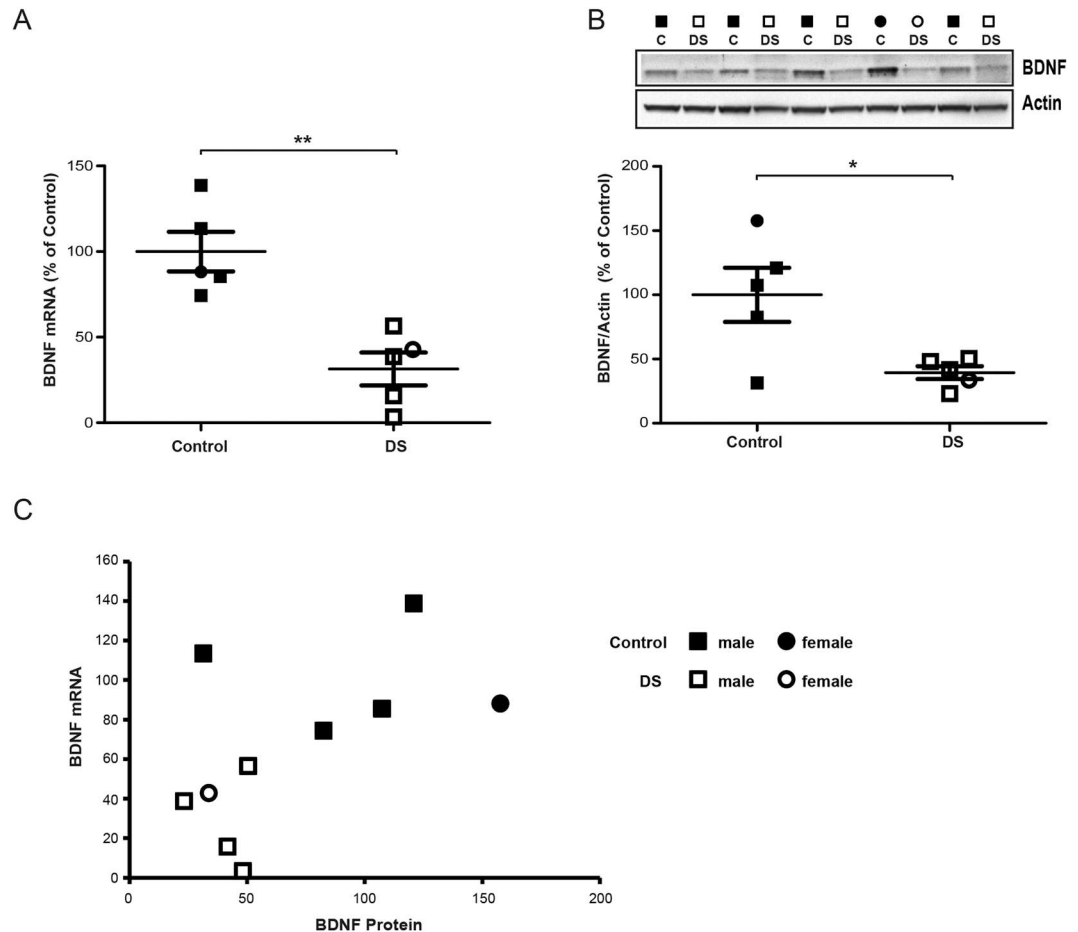 A
**
BDNF mRNA (% of Control)
150
100
50
0
Control DS
B
C DS C DS C DS C DS C DS
BDNF
Actin
*
BDNF/Actin (% of Control)
200
150
100
50
0
Control DS
C
BDNF mRNA
160
140
120
100
80
60
40
20
0
0 50 100 150 200
BDNF Protein
Control male female
DS male female